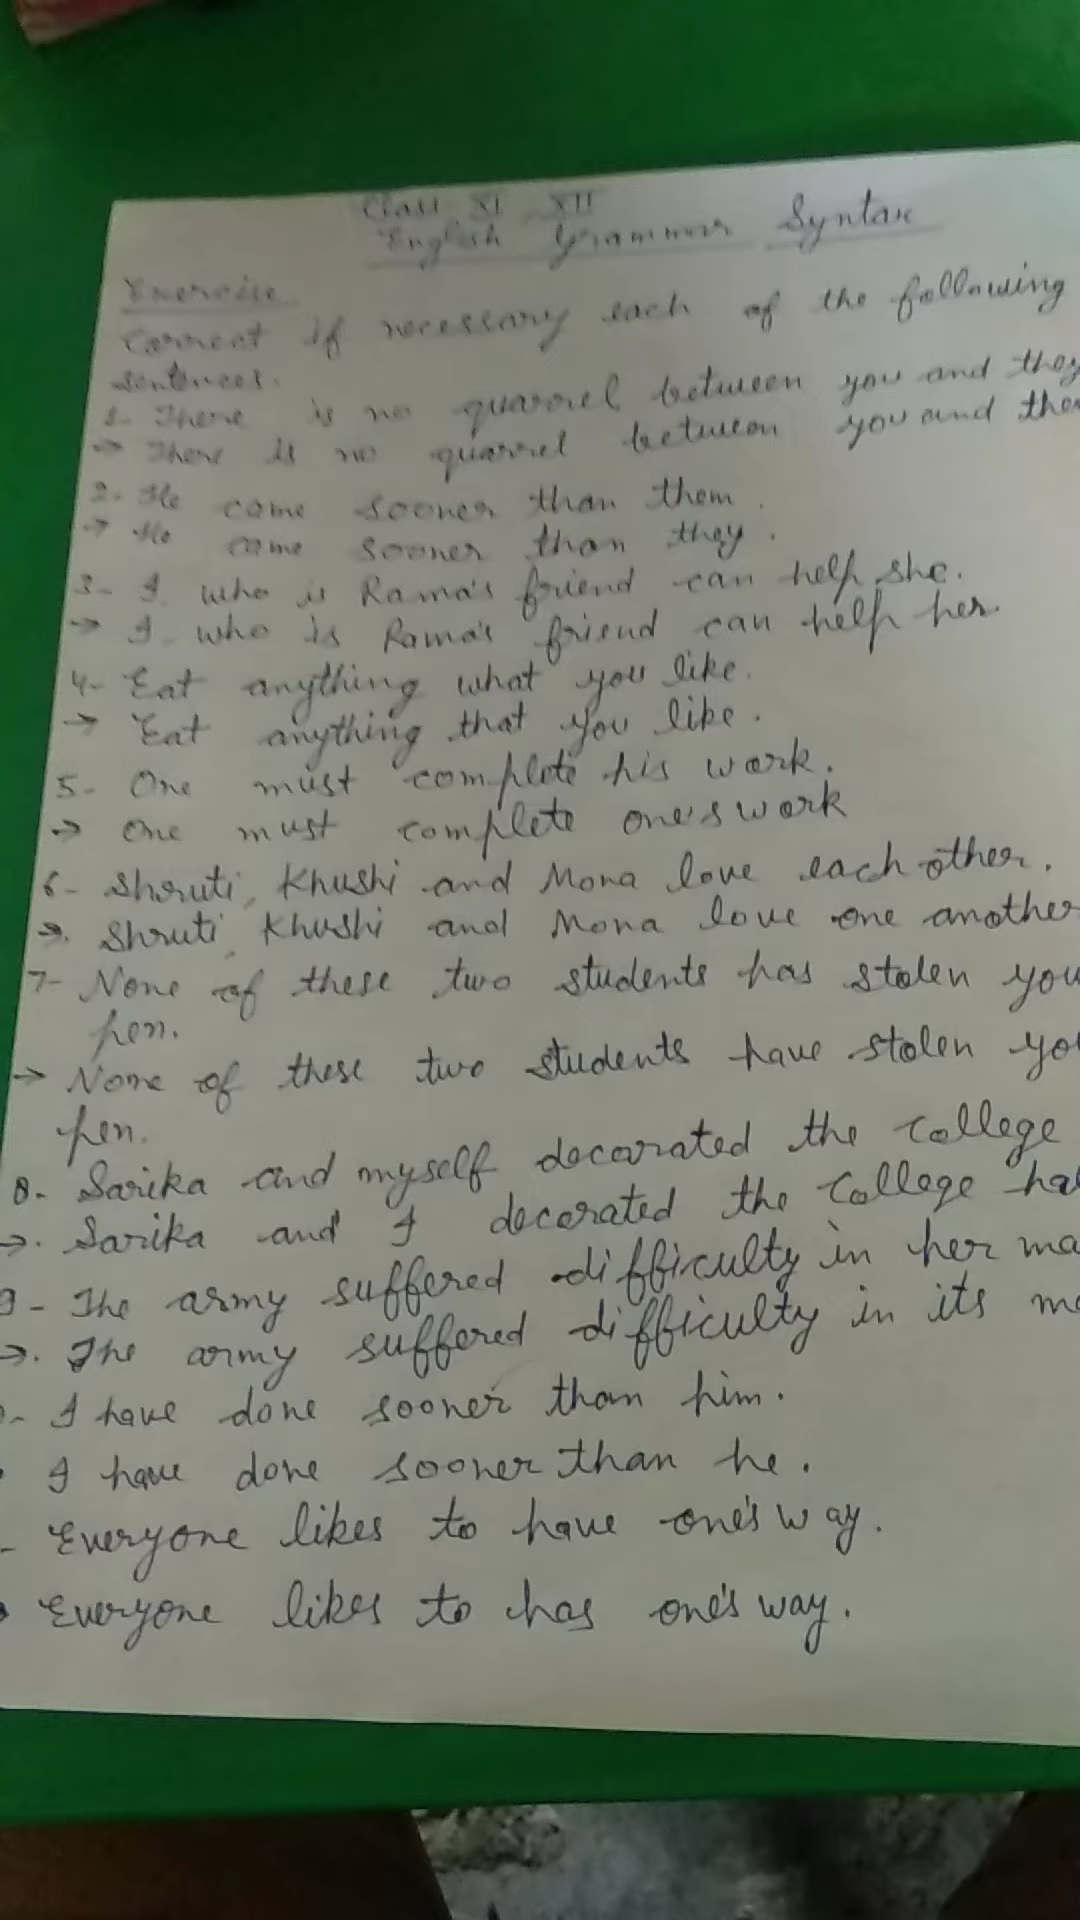 Class XI XII
English Grammar Syntax
Exercise
Correct if necessary each of the following
sentences.
1- There is no quarrel between you and they
→ There is no quarrel between you and
2- He came sooner than them.
→ He came sooner than they.
3- I who is Rama's friend can help she.
→ I who is Rama's friend can help her.
4- Eat anything what you like.
→ Eat anything that you like.
5- One must complete his work.
→ One must complete one's work
6- Shruti, Khushi and Mona love each other.
→. Shruti, Khushi and Mona love one another
7- None of these two students has stolen you
pen.
→ None of these two students have stolen yo
pen.
8- Sarika and myself decorated the College
→. Sarika and I decorated the College ha
9- The army suffered difficulty in her ma
→. The army suffered difficulty in its m
- I have done sooner than him.
I have done sooner than he.
- Everyone likes to have one's way.
Everyone likes to has one's way.